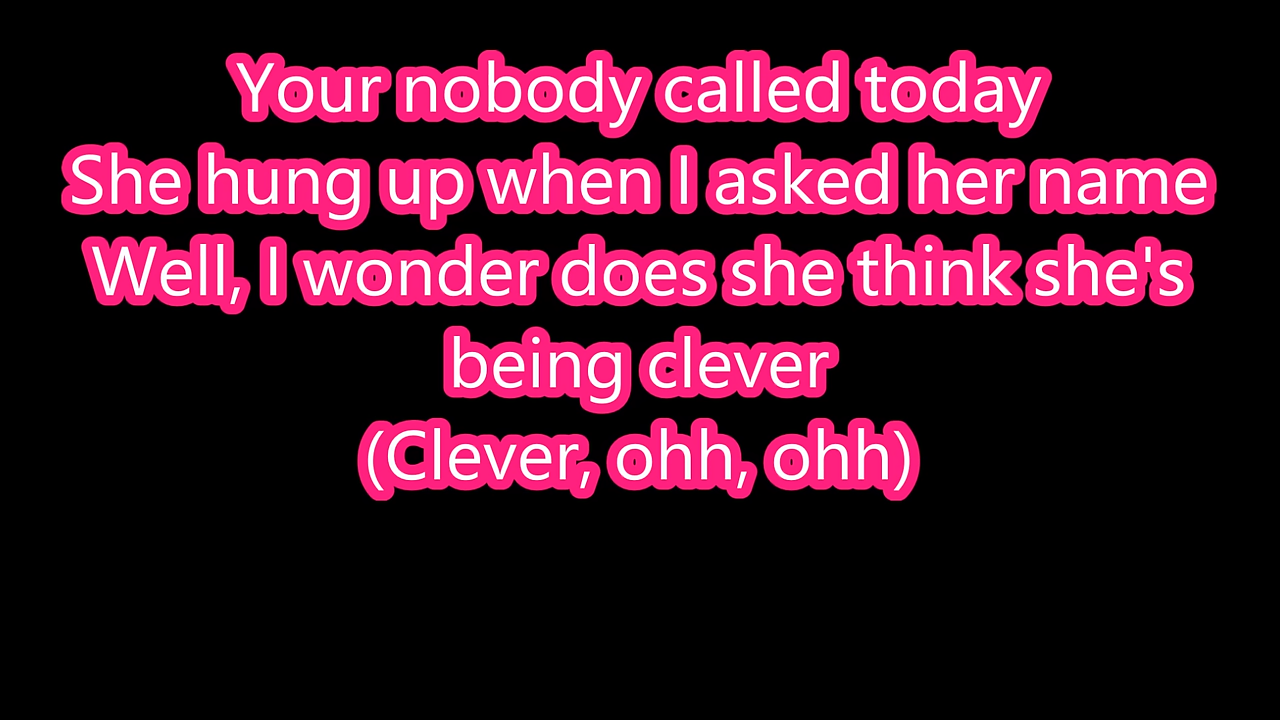 Your nobody called today
She hung up when I asked her name
Well, I wonder does she think she's
being clever
(Clever, ohh, ohh)